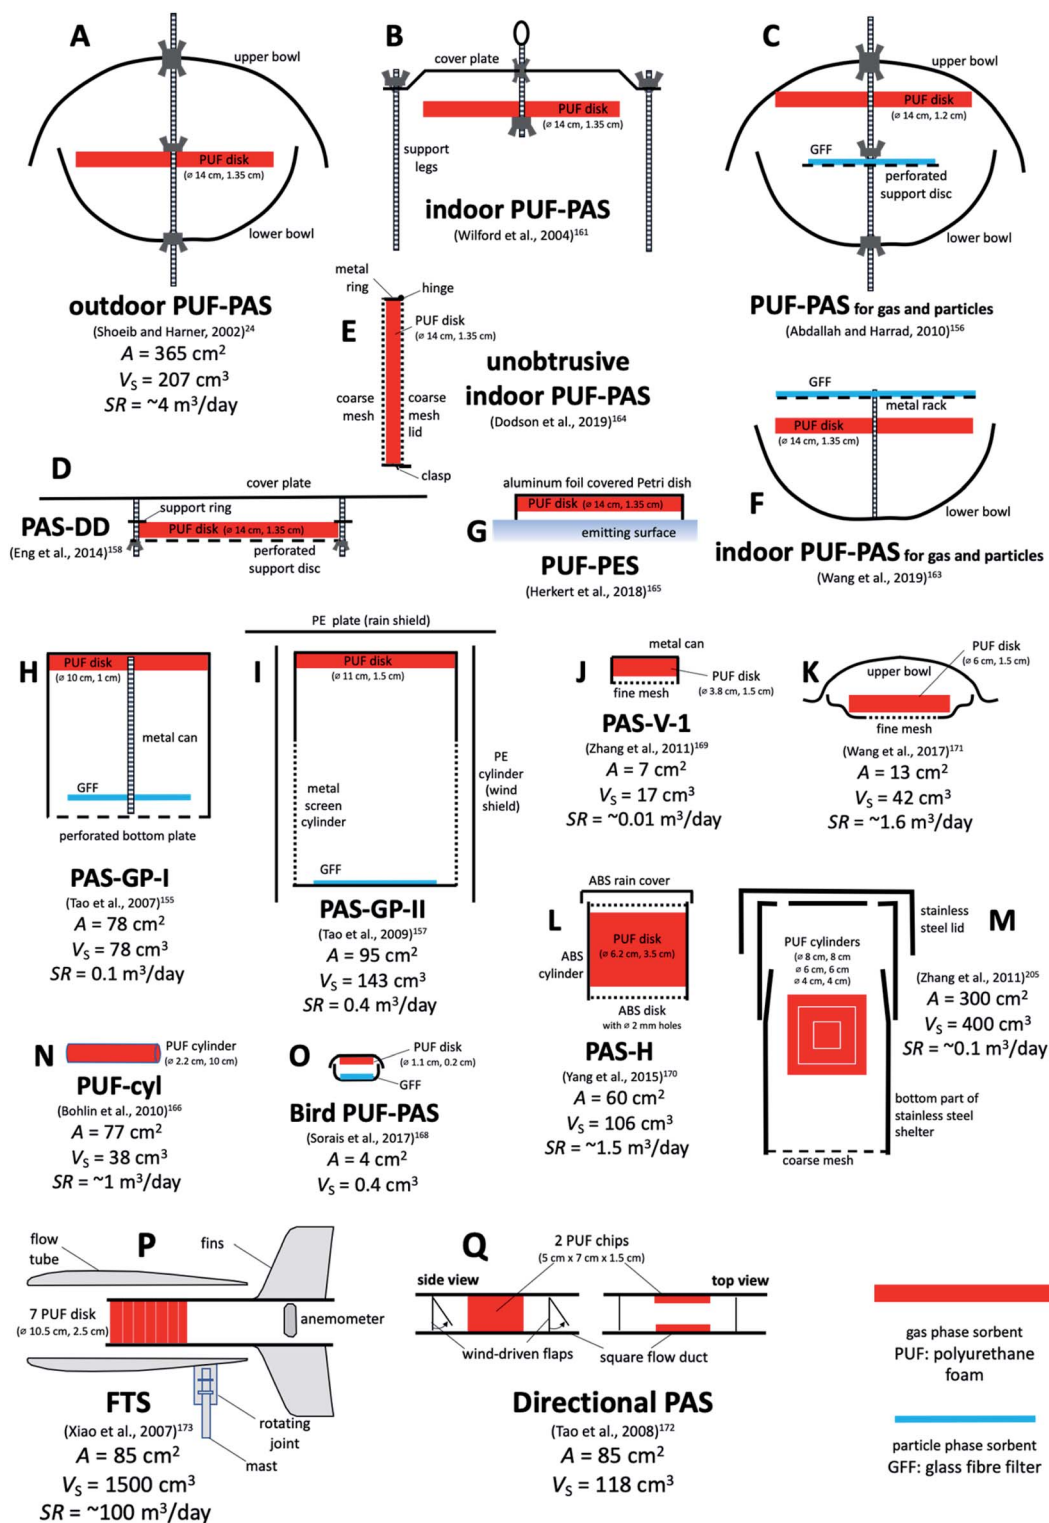 A
upper bowl
PUF disk
(ø 14 cm, 1.35 cm)
lower bowl
outdoor PUF-PAS
(Shoeib and Harner, 2002)24
A = 365 cm2
VS = 207 cm3
SR = ~4 m3/day
B
cover plate
PUF disk
(ø 14 cm, 1.35 cm)
support
legs
indoor PUF-PAS
(Wilford et al., 2004)161
C
upper bowl
PUF disk
(ø 14 cm, 1.2 cm)
GFF
perforated
support disc
lower bowl
PUF-PAS for gas and particles
(Abdallah and Harrad, 2010)156
metal
ring
hinge
E
PUF disk
(ø 14 cm, 1.35 cm)
coarse
mesh
coarse
mesh
lid
clasp
unobtrusive
indoor PUF-PAS
(Dodson et al., 2019)164
D
cover plate
support ring
PAS-DD
(Eng et al., 2014)158
PUF disk (ø 14 cm, 1.35 cm)
perforated
support disc
aluminum foil covered Petri dish
PUF disk (ø 14 cm, 1.35 cm)
G
emitting surface
PUF-PES
(Herkert et al., 2018)165
GFF
metal rack
PUF disk
(ø 14 cm, 1.35 cm)
F
lower bowl
indoor PUF-PAS for gas and particles
(Wang et al., 2019)163
H
PUF disk
(ø 10 cm, 1 cm)
metal can
GFF
perforated bottom plate
PAS-GP-I
(Tao et al., 2007)155
A = 78 cm2
VS = 78 cm3
SR = 0.1 m3/day
PE plate (rain shield)
I
PUF disk
(ø 11 cm, 1.5 cm)
metal
screen
cylinder
PE
cylinder
(wind
shield)
GFF
PAS-GP-II
(Tao et al., 2009)157
A = 95 cm2
VS = 143 cm3
SR = 0.4 m3/day
metal can
J
PUF disk
(ø 3.8 cm, 1.5 cm)
fine mesh
PAS-V-1
(Zhang et al., 2011)169
A = 7 cm2
VS = 17 cm3
SR = ~0.01 m3/day
PUF disk
(ø 6 cm, 1.5 cm)
K
upper bowl
fine mesh
(Wang et al., 2017)171
A = 13 cm2
VS = 42 cm3
SR = ~1.6 m3/day
ABS rain cover
L
PUF disk
(ø 6.2 cm, 3.5 cm)
ABS
cylinder
ABS disk
with ø 2 mm holes
PAS-H
(Yang et al., 2015)170
A = 60 cm2
VS = 106 cm3
SR = ~1.5 m3/day
stainless
steel lid
M
PUF cylinders
(ø 8 cm, 8 cm
ø 6 cm, 6 cm
ø 4 cm, 4 cm)
(Zhang et al., 2011)205
A = 300 cm2
VS = 400 cm3
SR = ~0.1 m3/day
bottom part of
stainless steel
shelter
coarse mesh
N
PUF cylinder
(ø 2.2 cm, 10 cm)
PUF-cyl
(Bohlin et al., 2010)166
A = 77 cm2
VS = 38 cm3
SR = ~1 m3/day
O
PUF disk
(ø 1.1 cm, 0.2 cm)
GFF
Bird PUF-PAS
(Sorais et al., 2017)168
A = 4 cm2
VS = 0.4 cm3
P
flow
tube
fins
7 PUF disk
(ø 10.5 cm, 2.5 cm)
anemometer
FTS
(Xiao et al., 2007)173
A = 85 cm2
VS = 1500 cm3
SR = ~100 m3/day
rotating
joint
mast
Q
2 PUF chips
(5 cm x 7 cm x 1.5 cm)
side view
top view
wind-driven flaps
square flow duct
Directional PAS
(Tao et al., 2008)172
A = 85 cm2
VS = 118 cm3
gas phase sorbent
PUF: polyurethane
foam
particle phase sorbent
GFF: glass fibre filter